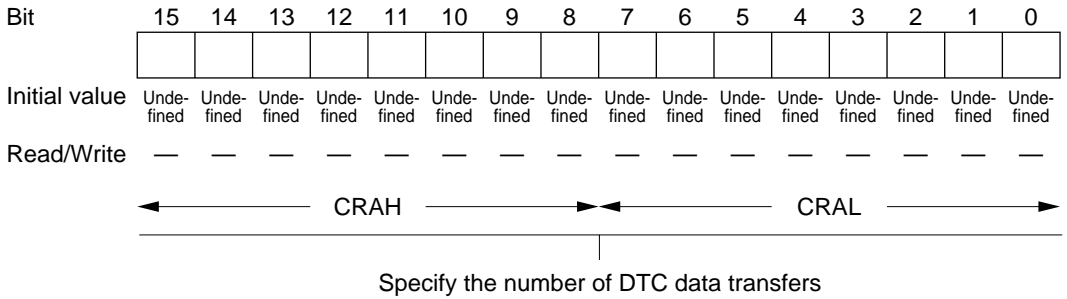 Bit 15 14 13 12 11 10 9 8 7 6 5 4 3 2 1 0
Initial value Unde- Unde- Unde- Unde- Unde- Unde- Unde- Unde- Unde- Unde- Unde- Unde- Unde- Unde- Unde- Unde-
fined fined fined fined fined fined fined fined fined fined fined fined fined fined fined fined
Read/Write — — — — — — — — — — — — — — — —
CRAH CRAL
Specify the number of DTC data transfers